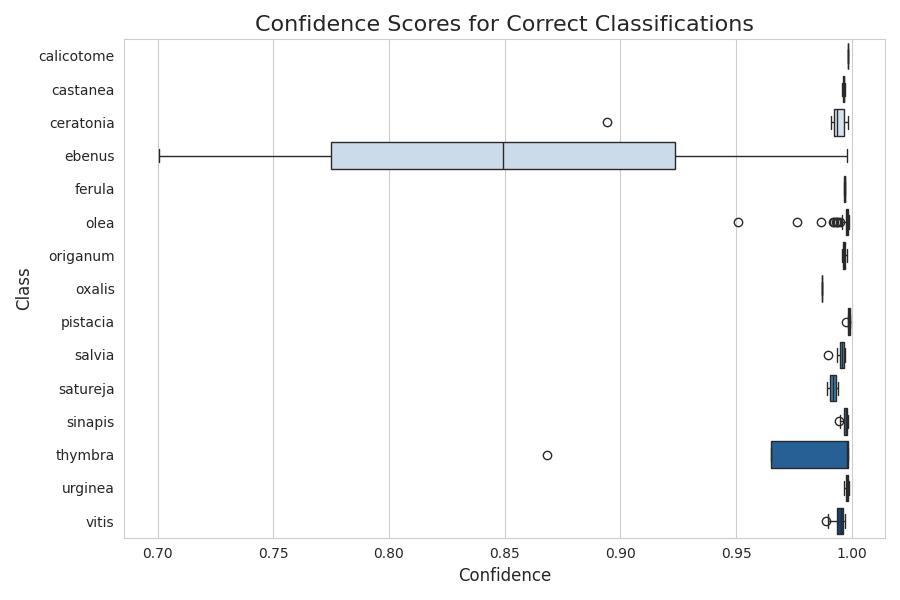 Confidence Scores for Correct Classifications
calicotome
castanea
ceratonia
ebenus
ferula
olea
origanum
oxalis
pistacia
salvia
satureja
sinapis
thymbra
urginea
vitis
Class
0.70 0.75 0.80 0.85 0.90 0.95 1.00
Confidence